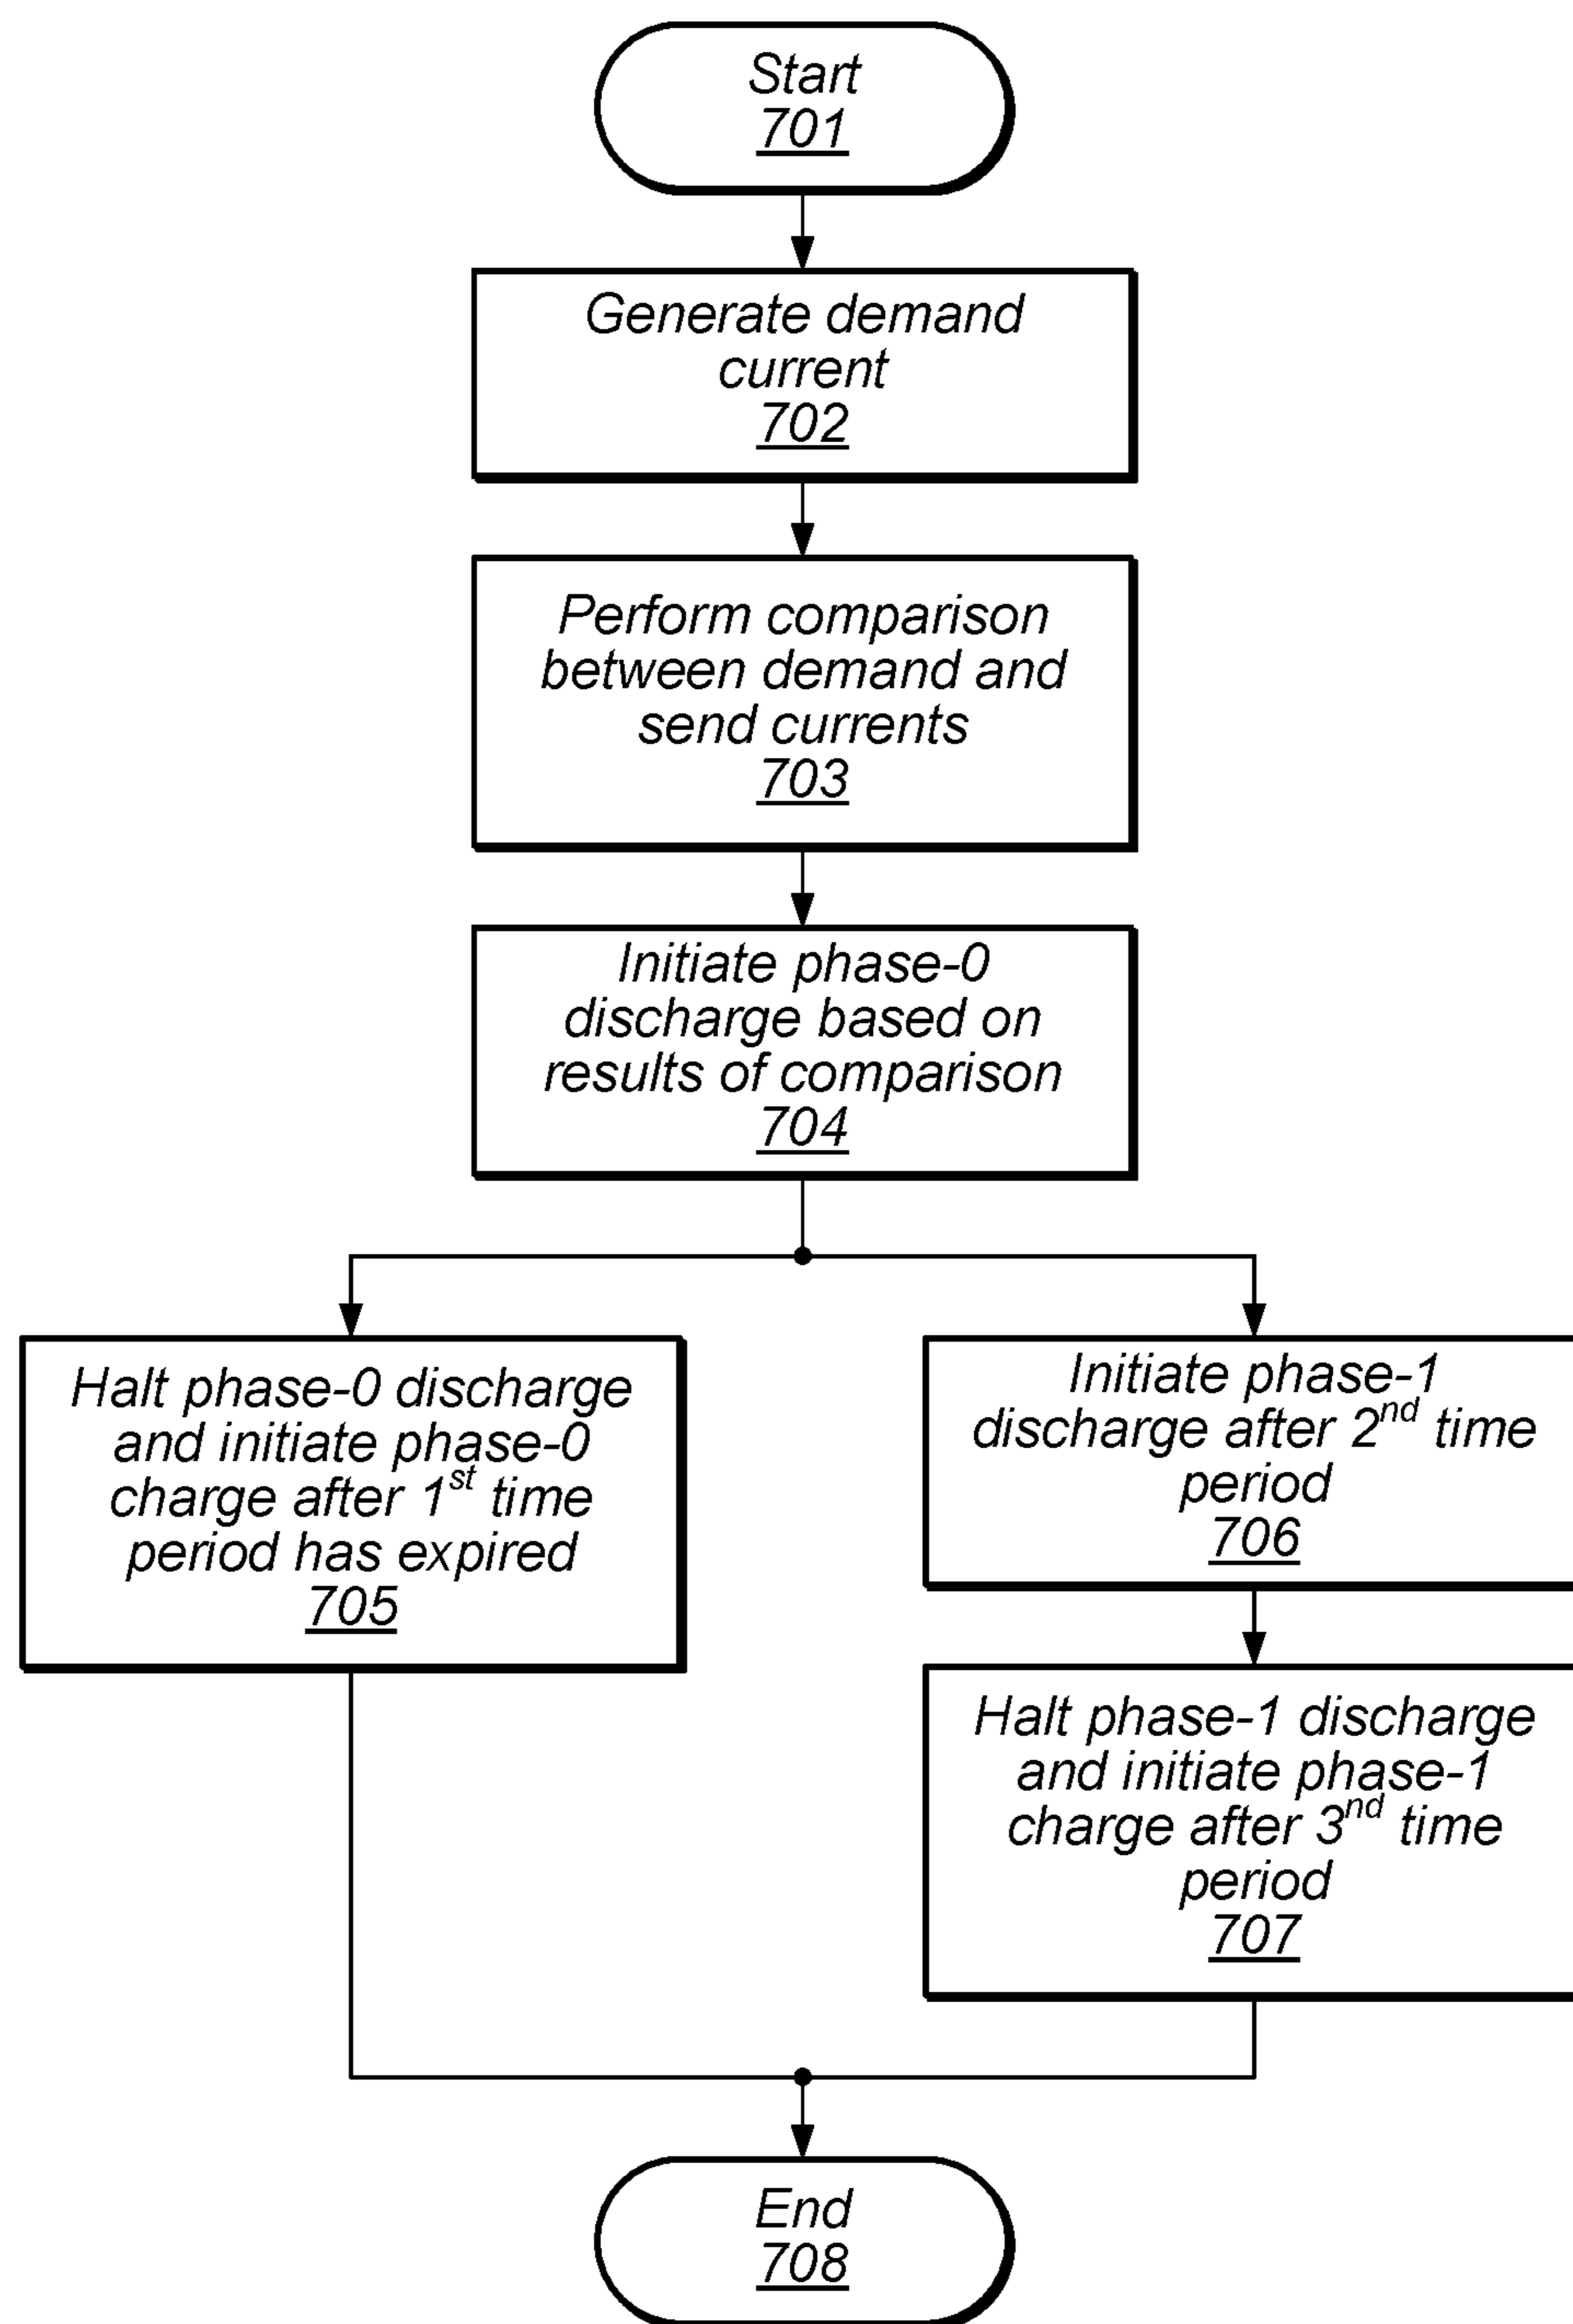 Start
701
Generate demand
current
702
Perform comparison
between demand and
send currents
703
Initiate phase-0
discharge based on
results of comparison
704
Halt phase-0 discharge
and initiate phase-0
charge after 1st time
period has expired
705
Initiate phase-1
discharge after 2nd time
period
706
Halt phase-1 discharge
and initiate phase-1
charge after 3nd time
period
707
End
708